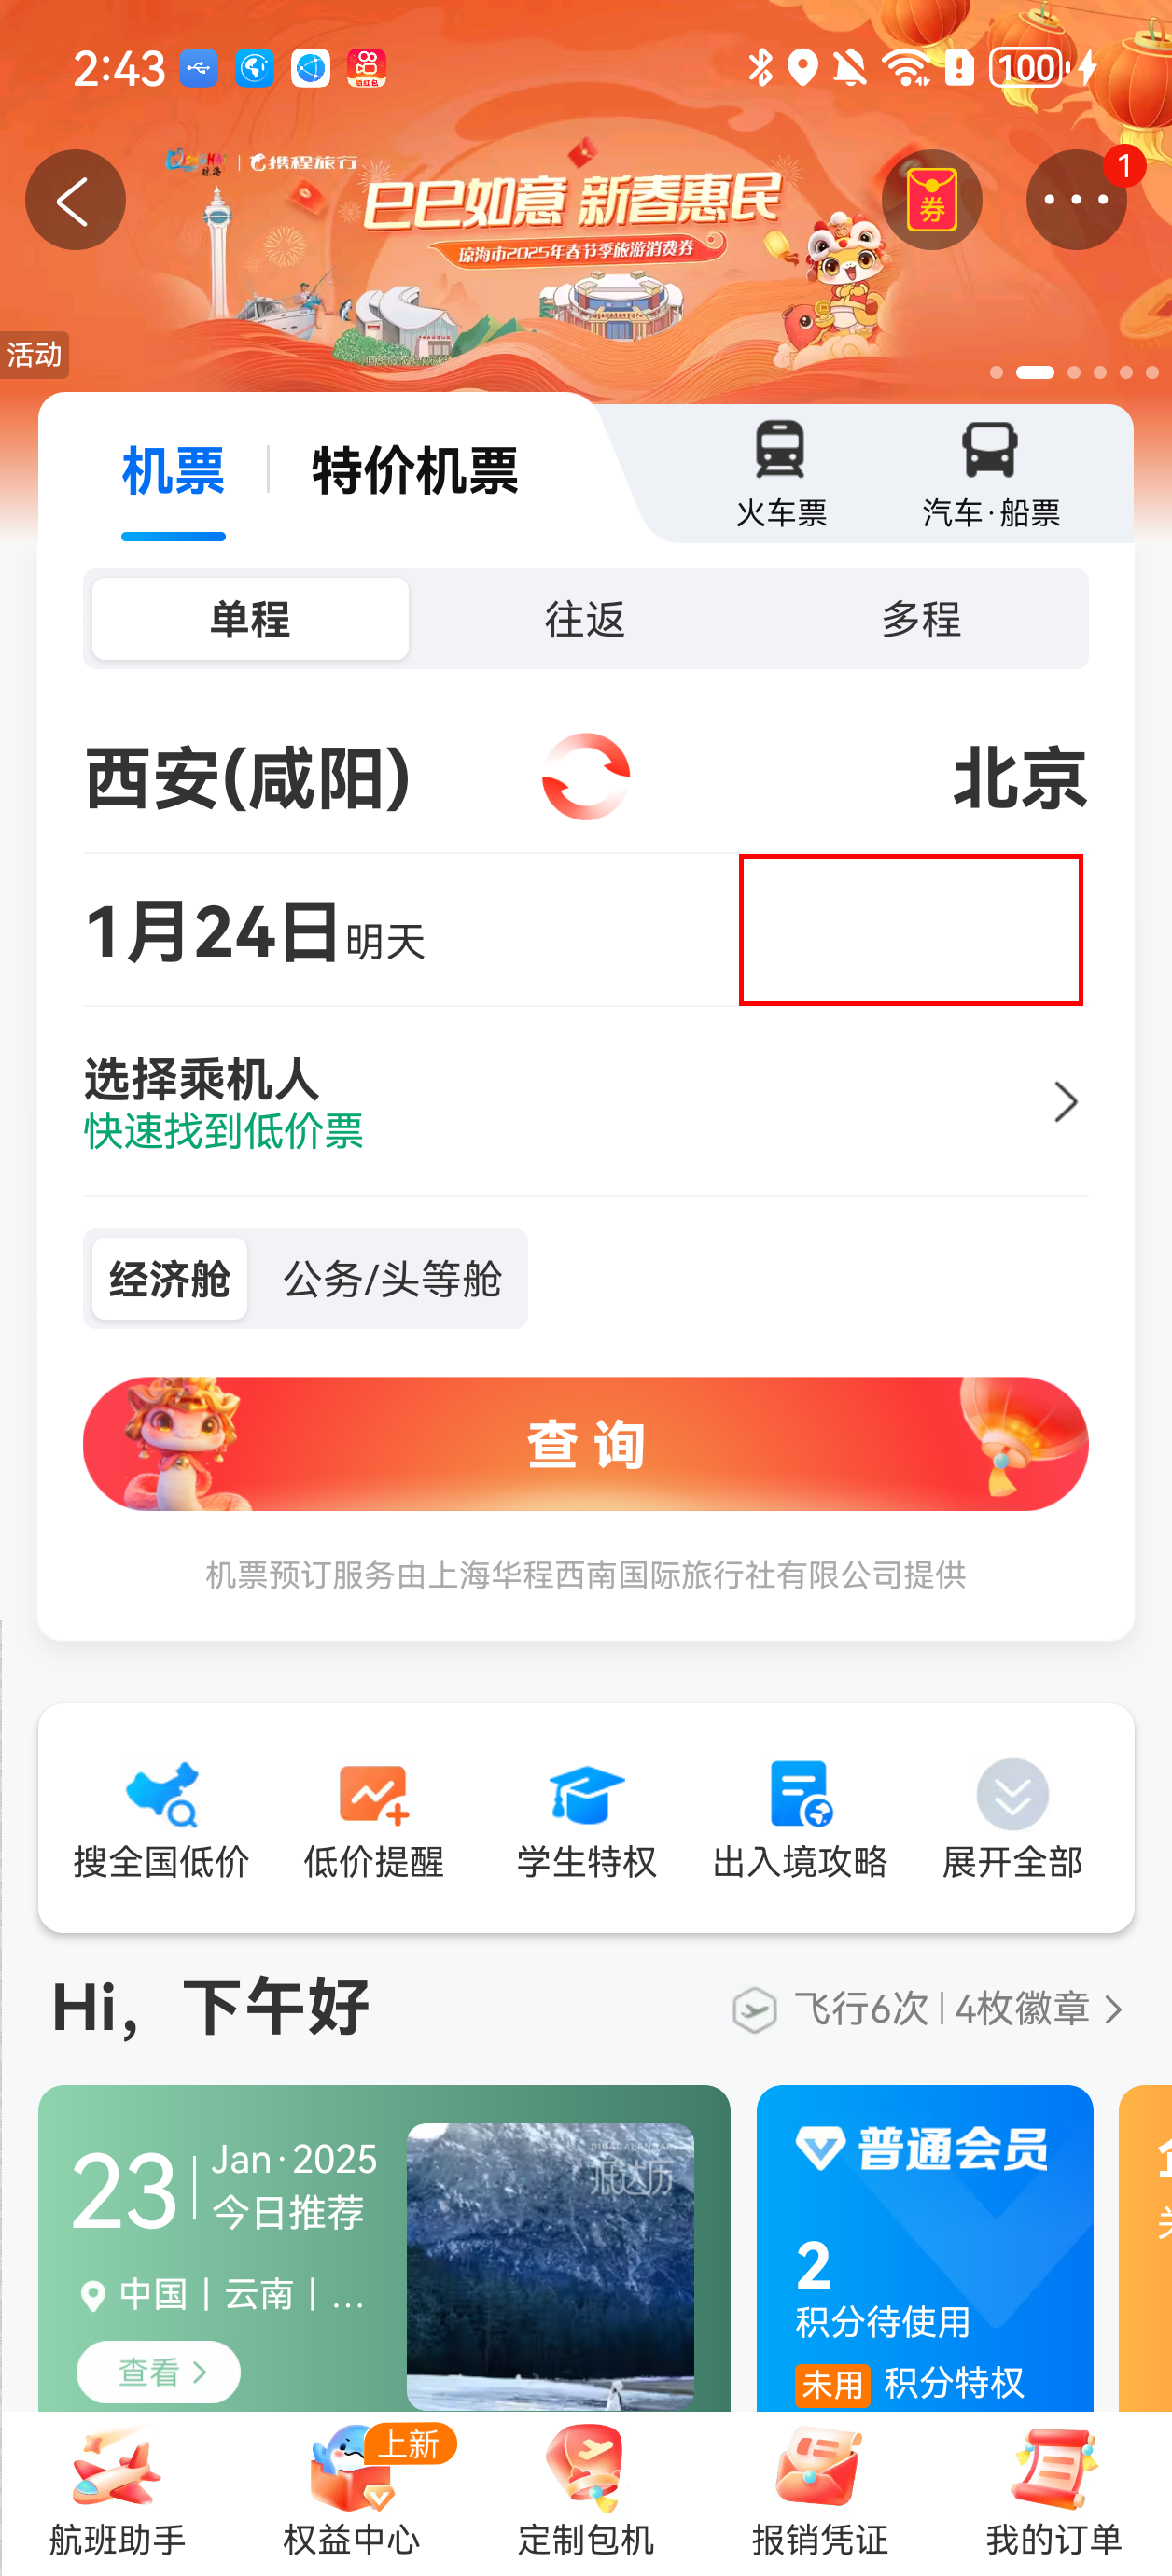 2:43
领红包
100
琼海
携程旅行
券
1
巳巳如意 新春惠民
琼海市2025年春节季旅游消费券
活动
机票
特价机票
火车票
汽车·船票
单程
往返
多程
西安(咸阳)
北京
1月24日明天
选择乘机人
快速找到低价票
经济舱
公务/头等舱
查询
机票预订服务由上海华程西南国际旅行社有限公司提供
搜全国低价
低价提醒
学生特权
出入境攻略
展开全部
Hi，下午好
飞行6次
4枚徽章
23
Jan·2025
今日推荐
中国丨云南丨...
查看
普通会员
2
积分待使用
未用 积分特权
上新
航班助手
权益中心
定制包机
报销凭证
我的订单